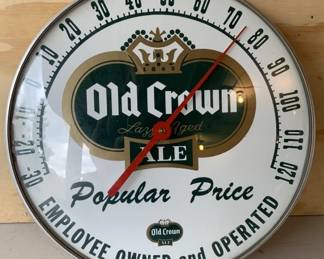 30 20 10 0 10 20 30 40 50 60 70 80 90 100 110 120
Old Crown
Lazy Aged
ALE
Popular Price
Old Crown
ALE
EMPLOYEE OWNED and OPERATED